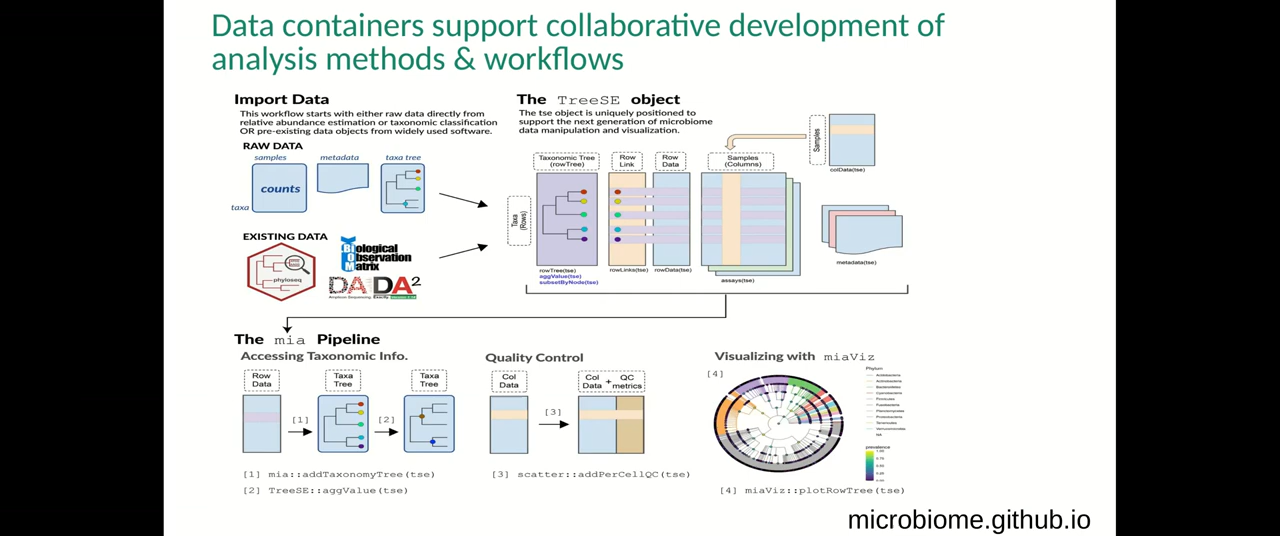 Data containers support collaborative development of
analysis methods & workflows
Import Data
This workflow starts with either raw data directly from
relative abundance estimation or taxonomic classification
OR pre-existing data objects from widely used software.
RAW DATA
samples
metadata
taxa tree
counts
taxa
EXISTING DATA
phyloseq
Biological
Observation
Matrix
DADA2
The TreeSE object
The tse object is uniquely positioned to
support the next generation of microbiome
data manipulation and visualization.
Taxonomic Tree
(rowTree)
Row
Link
Row
Data
Samples
(Columns)
Samples
colData(tse)
Taxa
(Rows)
rowTree(tse)
aggValue(tse)
subsetByNode(tse)
rowLinks(tse)
rowData(tse)
assays(tse)
metadata(tse)
The mia Pipeline
Accessing Taxonomic Info.
Row
Data
Taxa
Tree
Taxa
Tree
[1]
[2]
[1] mia::addTaxonomyTree(tse)
[2] TreeSE::aggValue(tse)
Quality Control
Col
Data
Col
Data
+
QC
metrics
[3]
[3] scatter::addPerCellQC(tse)
Visualizing with miaViz
[4]
Phylum
NA
prevalence
[4] miaViz::plotRowTree(tse)
microbiome.github.io